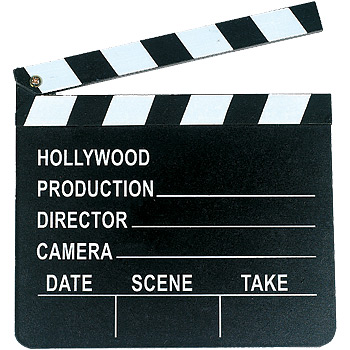 HOLLYWOOD
PRODUCTION
DIRECTOR
CAMERA
DATE SCENE TAKE